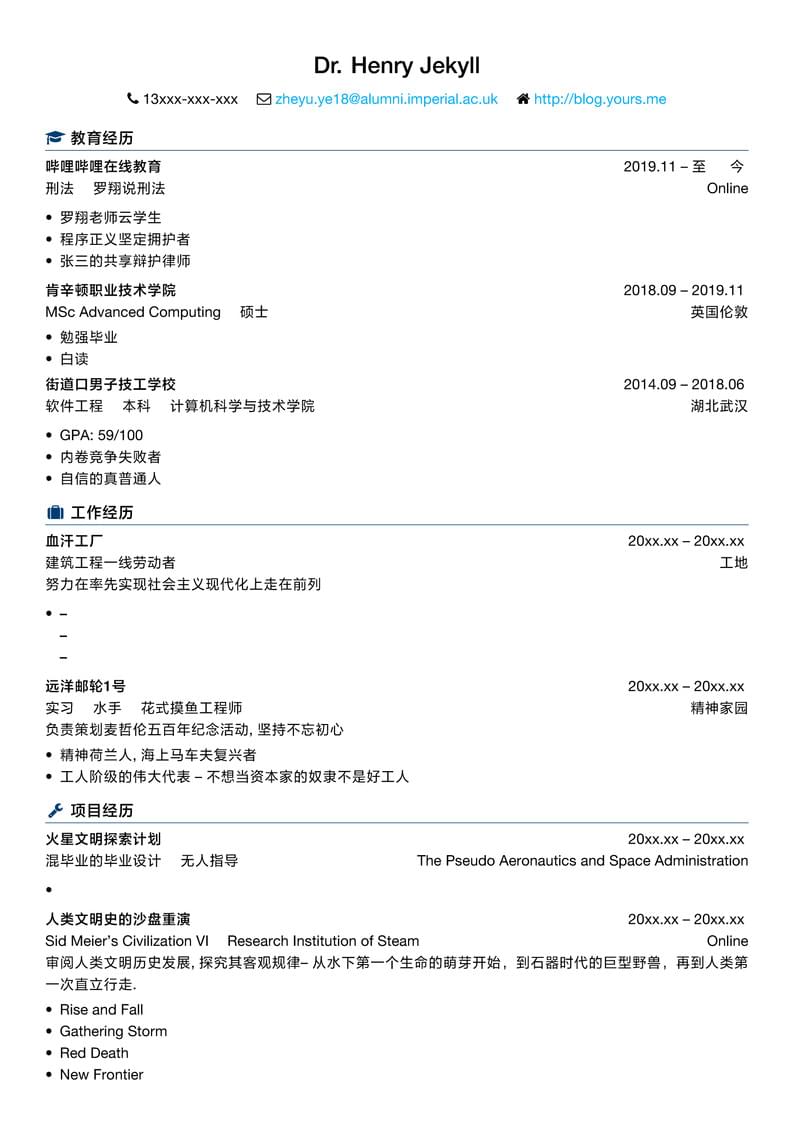 Dr. Henry Jekyll
13xxx-xxx-xxx zheyu.ye18@alumni.imperial.ac.uk http://blog.yours.me
教育经历
哔哩哔哩在线教育 2019.11 – 至 今
刑法 罗翔说刑法 Online
• 罗翔老师云学生
• 程序正义坚定拥护者
• 张三的共享辩护律师
肯辛顿职业技术学院 2018.09 – 2019.11
MSc Advanced Computing 硕士 英国伦敦
• 勉强毕业
• 白读
街道口男子技工学校 2014.09 – 2018.06
软件工程 本科 计算机科学与技术学院 湖北武汉
• GPA: 59/100
• 内卷竞争失败者
• 自信的真普通人
工作经历
血汗工厂 20xx.xx – 20xx.xx
建筑工程一线劳动者 工地
努力在率先实现社会主义现代化上走在前列
• –
–
–
远洋邮轮1号 20xx.xx – 20xx.xx
实习 水手 花式摸鱼工程师 精神家园
负责策划麦哲伦五百年纪念活动, 坚持不忘初心
• 精神荷兰人, 海上马车夫复兴者
• 工人阶级的伟大代表 – 不想当资本家的奴隶不是好工人
项目经历
火星文明探索计划 20xx.xx – 20xx.xx
混毕业的毕业设计 无人指导 The Pseudo Aeronautics and Space Administration
•
人类文明史的沙盘重演 20xx.xx – 20xx.xx
Sid Meier's Civilization VI Research Institution of Steam Online
审阅人类文明历史发展, 探究其客观规律– 从水下第一个生命的萌芽开始，到石器时代的巨型野兽，再到人类第
一次直立行走.
• Rise and Fall
• Gathering Storm
• Red Death
• New Frontier